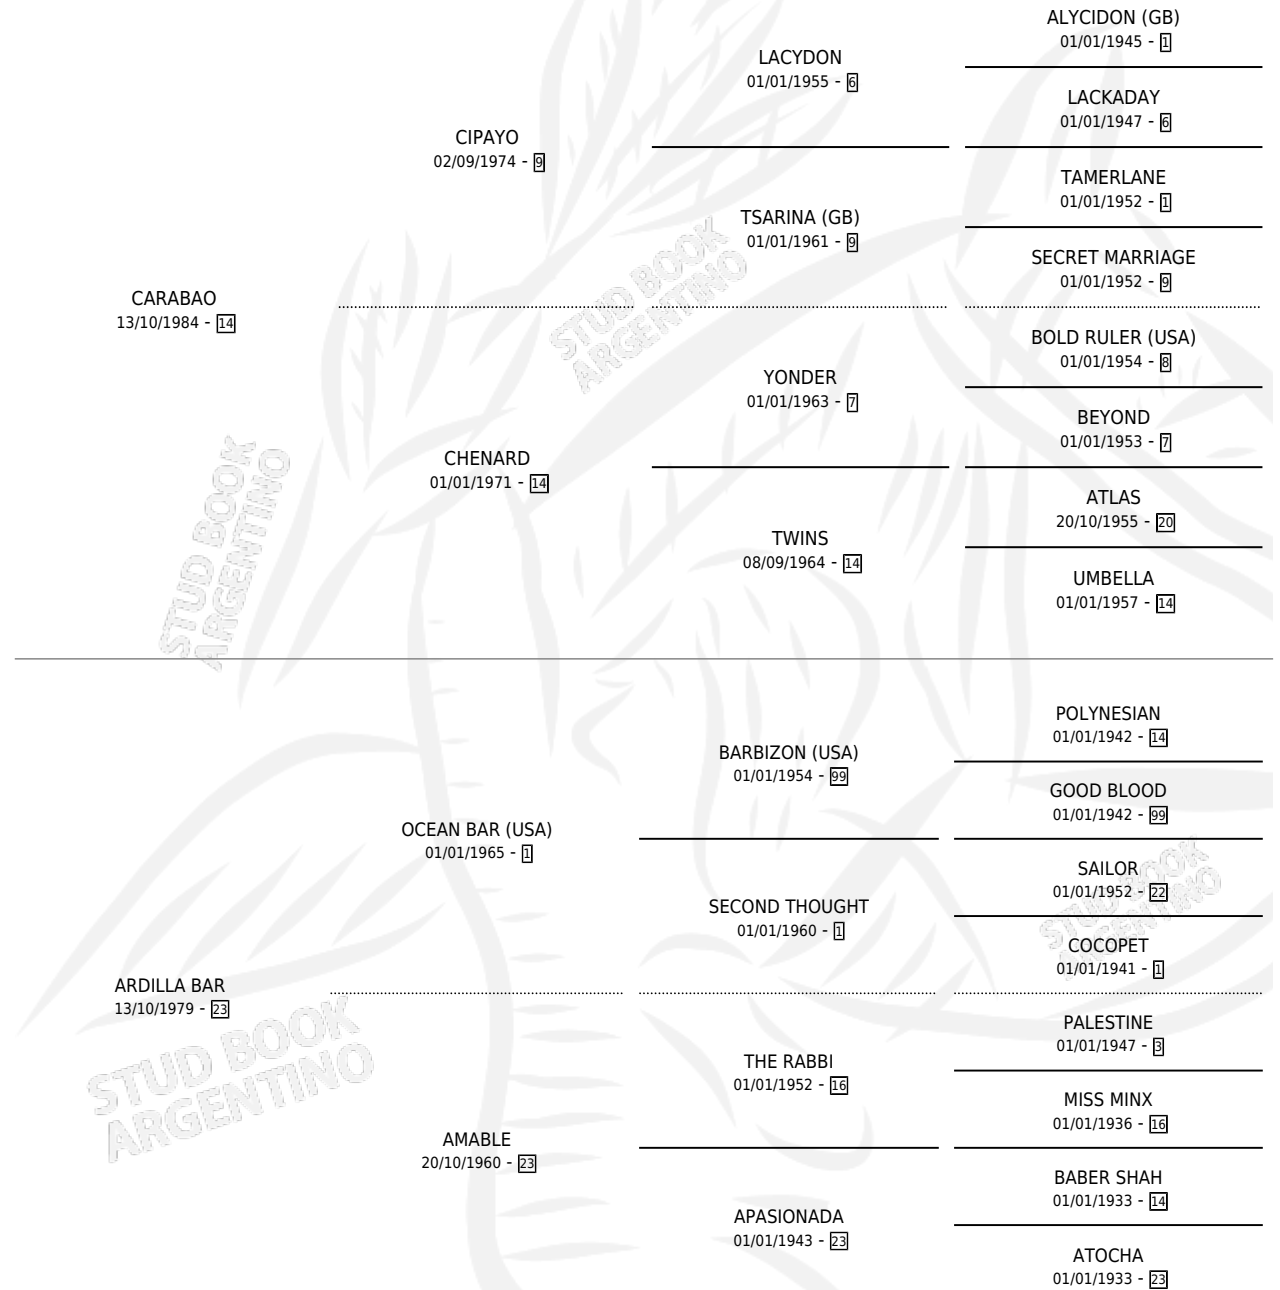 ALYCIDON (GB)
01/01/1945 - 1
LACYDON
01/01/1955 - 6
LACKADAY
01/01/1947 - 6
CIPAYO
02/09/1974 - 9
TAMERLANE
01/01/1952 - 1
TSARINA (GB)
01/01/1961 - 9
SECRET MARRIAGE
01/01/1952 - 9
CARABAO
13/10/1984 - 14
BOLD RULER (USA)
01/01/1954 - 8
YONDER
01/01/1963 - 7
BEYOND
01/01/1953 - 7
CHENARD
01/01/1971 - 14
ATLAS
20/10/1955 - 20
TWINS
08/09/1964 - 14
UMBELLA
01/01/1957 - 14
POLYNESIAN
01/01/1942 - 14
BARBIZON (USA)
01/01/1954 - 99
GOOD BLOOD
01/01/1942 - 99
OCEAN BAR (USA)
01/01/1965 - 1
SAILOR
01/01/1952 - 22
SECOND THOUGHT
01/01/1960 - 1
COCOPET
01/01/1941 - 1
ARDILLA BAR
13/10/1979 - 23
PALESTINE
01/01/1947 - 3
THE RABBI
01/01/1952 - 16
MISS MINX
01/01/1936 - 16
AMABLE
20/10/1960 - 23
BABER SHAH
01/01/1933 - 14
APASIONADA
01/01/1943 - 23
ATOCHA
01/01/1933 - 23
STUD BOOK
ARGENTINO
STUD BOOK
ARGENTINO
STUD BOOK
ARGENTINO
STUD BOOK
ARGENTINO